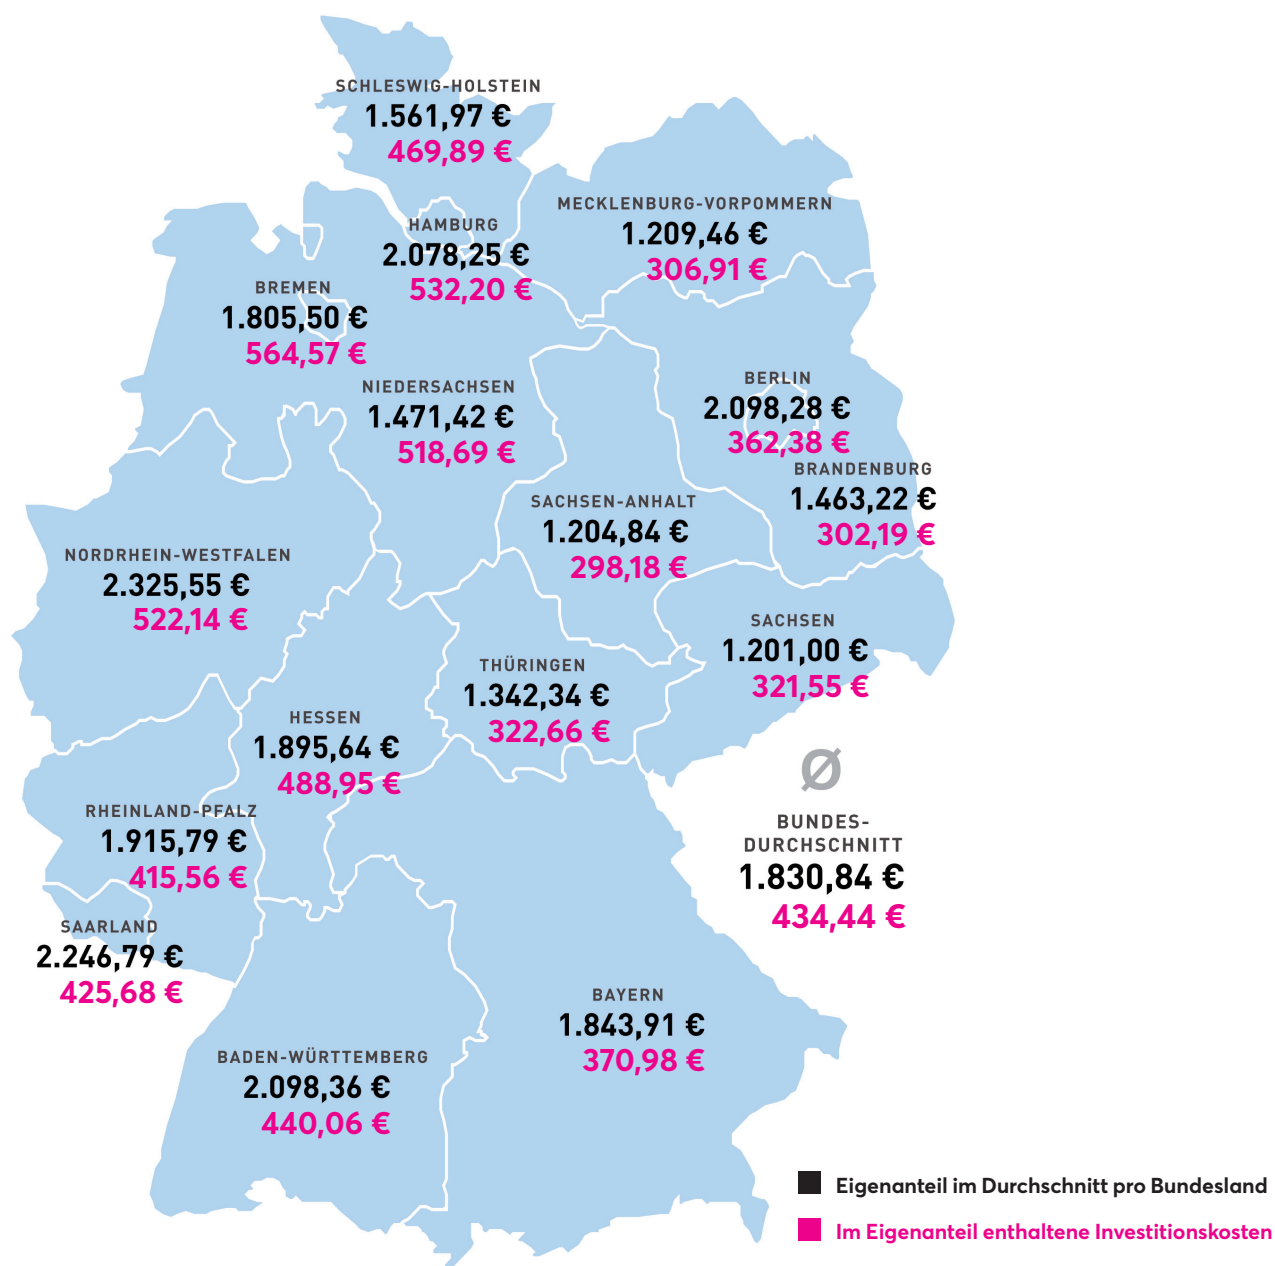 SCHLESWIG-HOLSTEIN
1.561,97 €
469,89 €
MECKLENBURG-VORPOMMERN
1.209,46 €
306,91 €
HAMBURG
2.078,25 €
532,20 €
BREMEN
1.805,50 €
564,57 €
NIEDERSACHSEN
1.471,42 €
518,69 €
BERLIN
2.098,28 €
362,38 €
BRANDENBURG
1.463,22 €
302,19 €
SACHSEN-ANHALT
1.204,84 €
298,18 €
NORDRHEIN-WESTFALEN
2.325,55 €
522,14 €
SACHSEN
1.201,00 €
321,55 €
THÜRINGEN
1.342,34 €
322,66 €
HESSEN
1.895,64 €
488,95 €
RHEINLAND-PFALZ
1.915,79 €
415,56 €
Ø
BUNDES-
DURCHSCHNITT
1.830,84 €
434,44 €
SAARLAND
2.246,79 €
425,68 €
BAYERN
1.843,91 €
370,98 €
BADEN-WÜRTTEMBERG
2.098,36 €
440,06 €
Eigenanteil im Durchschnitt pro Bundesland
Im Eigenanteil enthaltene Investitionskosten